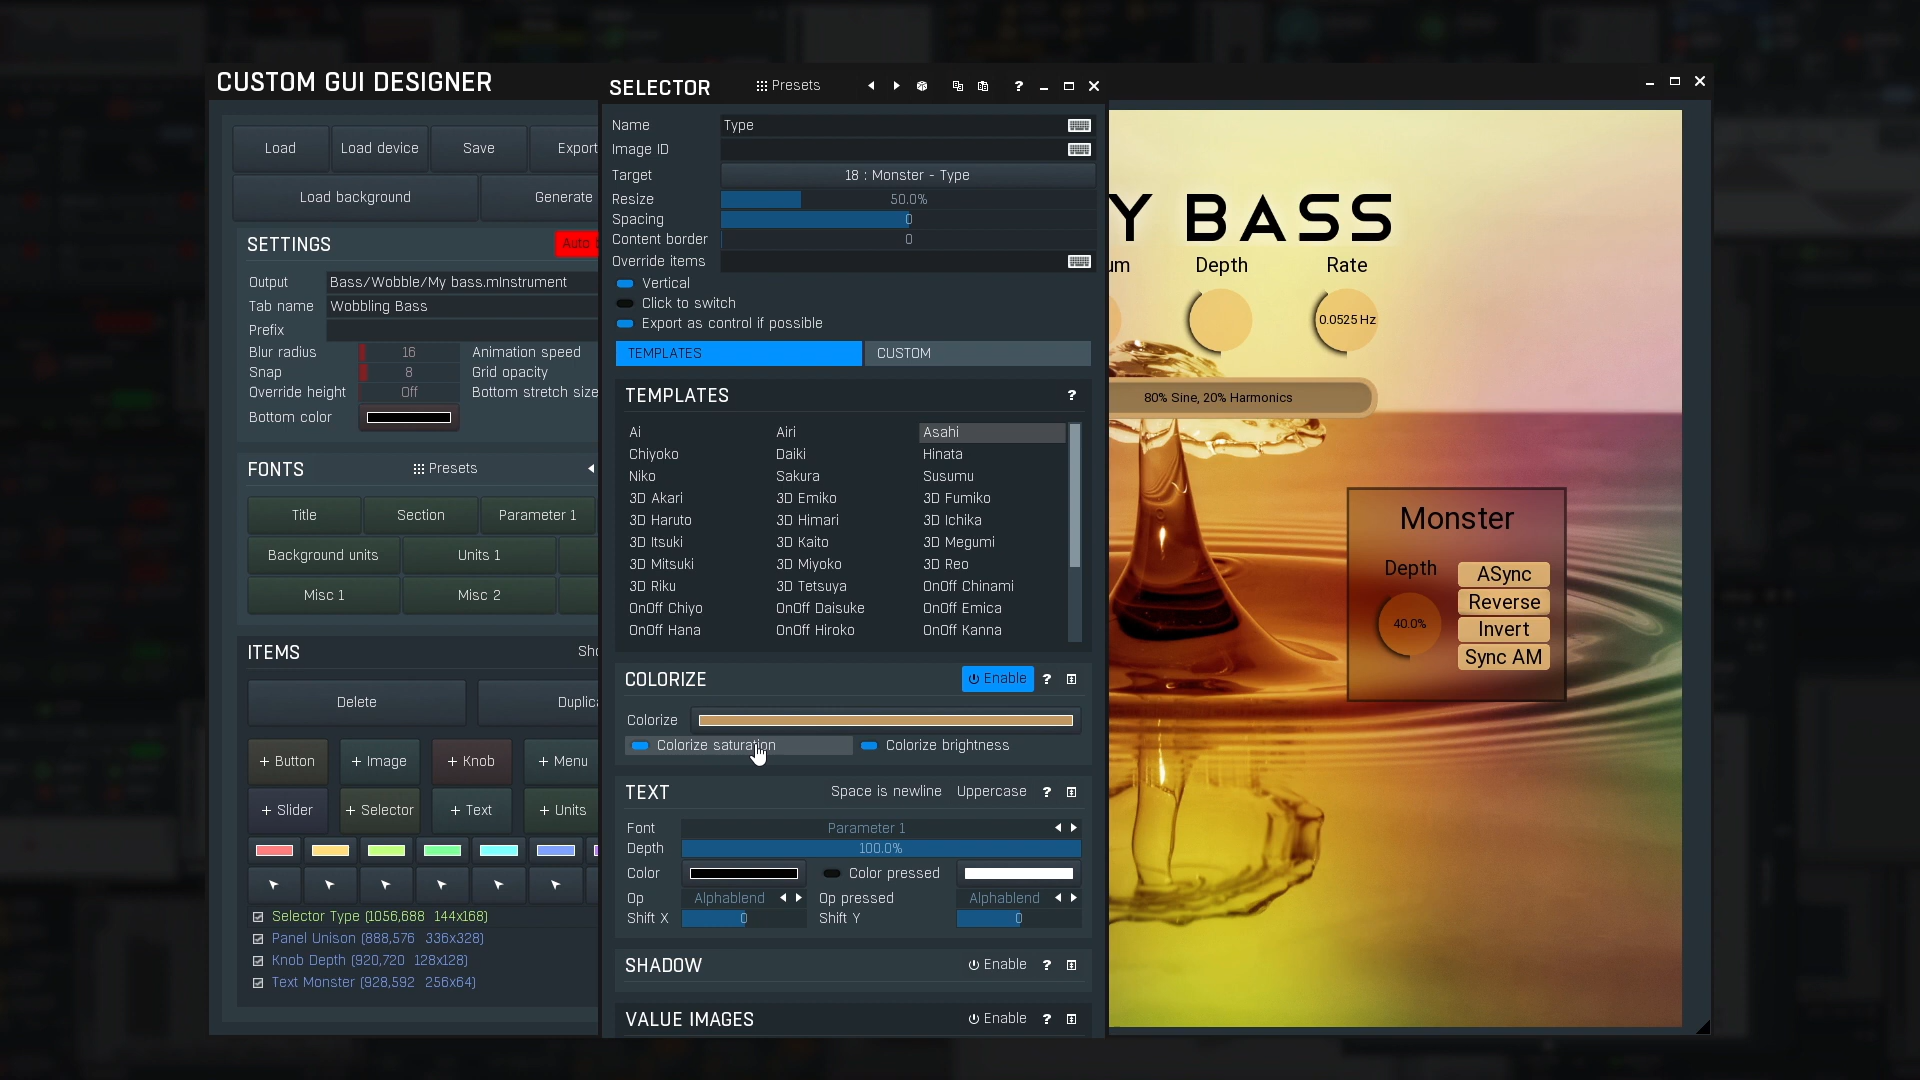 CUSTOM GUI DESIGNER
Load
Load device
Save
Export
Load background
Generate
SETTINGS
Auto
Output
Bass/Wobble/My bass.mInstrument
Tab name
Wobbling Bass
Prefix
Blur radius
16
Animation speed
Snap
8
Grid opacity
Override height
Off
Bottom stretch size
Bottom color
FONTS
Presets
Title
Section
Parameter 1
Background units
Units 1
Misc 1
Misc 2
ITEMS
Delete
+ Button
+ Image
+ Knob
+ Menu
+ Slider
+ Selector
+ Text
+ Units
Selector Type (1056,688 144x168)
Panel Unison (888,576 336x328)
Knob Depth (920,720 128x128)
Text Monster (928,592 256x64)
SELECTOR
Presets
?
Name
Type
Image ID
Target
18 : Monster - Type
Resize
50.0%
Spacing
0
Content border
0
Override items
Vertical
Click to switch
Export as control if possible
TEMPLATES
CUSTOM
TEMPLATES
?
Ai
Airi
Asahi
Chiyoko
Daiki
Hinata
Niko
Sakura
Susumu
3D Akari
3D Emiko
3D Fumiko
3D Haruto
3D Himari
3D Ichika
3D Itsuki
3D Kaito
3D Megumi
3D Mitsuki
3D Miyoko
3D Reo
3D Riku
3D Tetsuya
OnOff Chinami
OnOff Chiyo
OnOff Daisuke
OnOff Emica
OnOff Hana
OnOff Hiroko
OnOff Kanna
COLORIZE
Enable
?
Colorize
Colorize saturation
Colorize brightness
TEXT
Space is newline
Uppercase
?
Font
Parameter 1
Depth
100.0%
Color
Color pressed
Op
Alphablend
Op pressed
Alphablend
Shift X
0
Shift Y
0
SHADOW
Enable
?
VALUE IMAGES
Enable
?
Y BASS
Depth
Rate
0.0525 Hz
80% Sine, 20% Harmonics
Monster
Depth
40.0%
ASync
Reverse
Invert
Sync AM